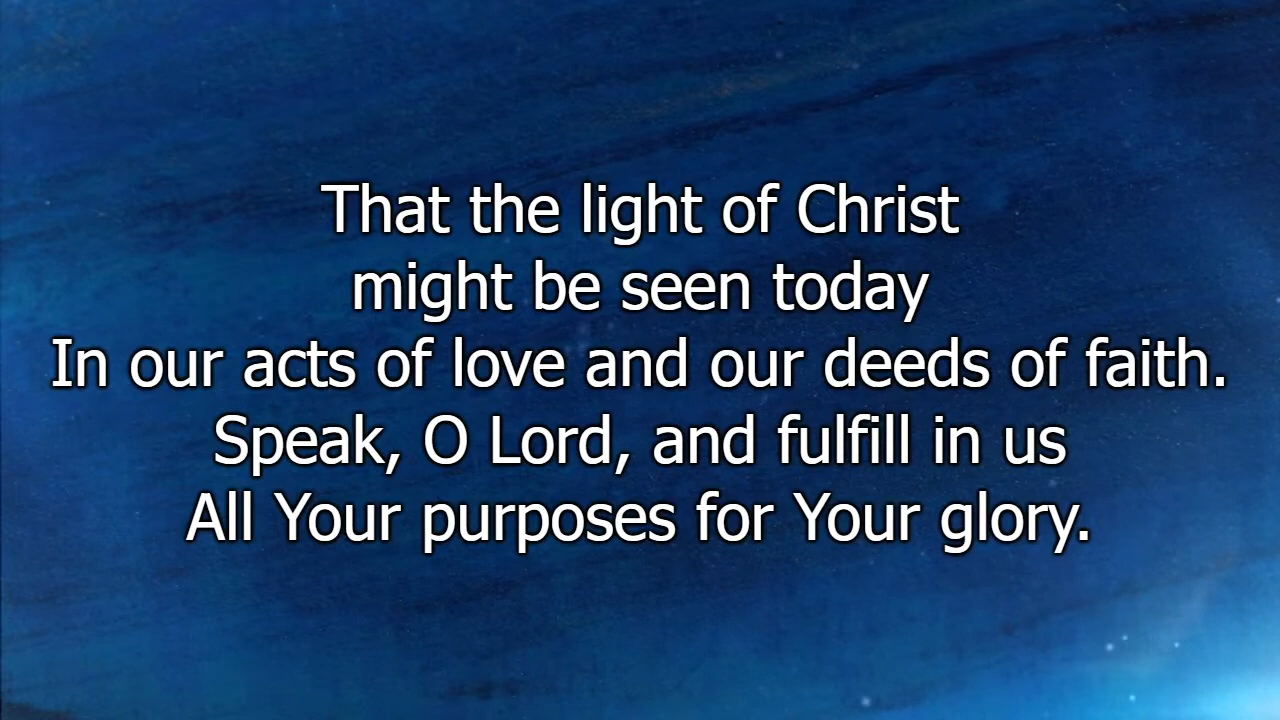 That the light of Christ
might be seen today
In our acts of love and our deeds of faith.
Speak, O Lord, and fulfill in us
All Your purposes for Your glory.